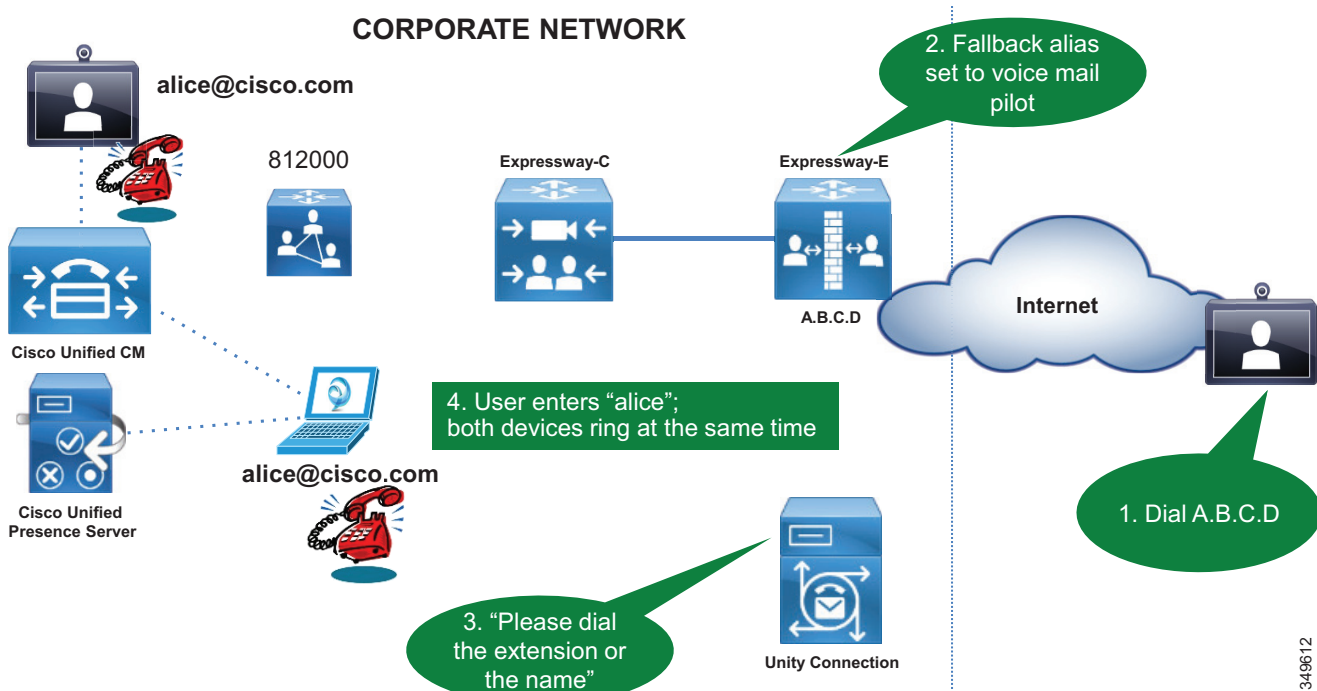 CORPORATE NETWORK
alice@cisco.com
812000
Expressway-C
Expressway-E
2. Fallback alias
set to voice mail
pilot
A.B.C.D
Internet
Cisco Unified CM
4. User enters “alice”;
both devices ring at the same time
alice@cisco.com
Cisco Unified
Presence Server
1. Dial A.B.C.D
3. “Please dial
the extension or
the name”
Unity Connection
349612